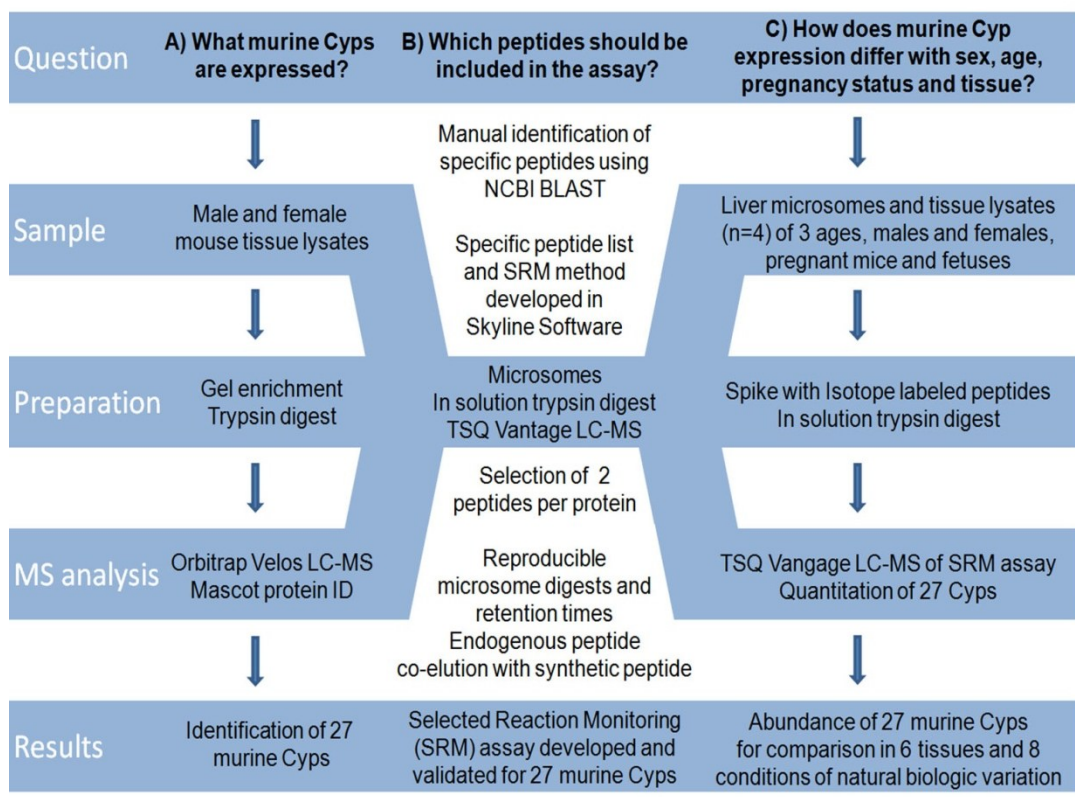 Question
A) What murine Cyps
are expressed?
B) Which peptides should be
included in the assay?
C) How does murine Cyp
expression differ with sex, age,
pregnancy status and tissue?
Manual identification of
specific peptides using
NCBI BLAST
Sample
Male and female
mouse tissue lysates
Specific peptide list
and SRM method
developed in
Skyline Software
Liver microsomes and tissue lysates
(n=4) of 3 ages, males and females,
pregnant mice and fetuses
Preparation
Gel enrichment
Trypsin digest
Microsomes
In solution trypsin digest
TSQ Vantage LC-MS
Spike with Isotope labeled peptides
In solution trypsin digest
Selection of 2
peptides per protein
MS analysis
Orbitrap Velos LC-MS
Mascot protein ID
Reproducible
microsome digests and
retention times
Endogenous peptide
co-elution with synthetic peptide
TSQ Vangage LC-MS of SRM assay
Quantitation of 27 Cyps
Results
Identification of 27
murine Cyps
Selected Reaction Monitoring
(SRM) assay developed and
validated for 27 murine Cyps
Abundance of 27 murine Cyps
for comparison in 6 tissues and 8
conditions of natural biologic variation